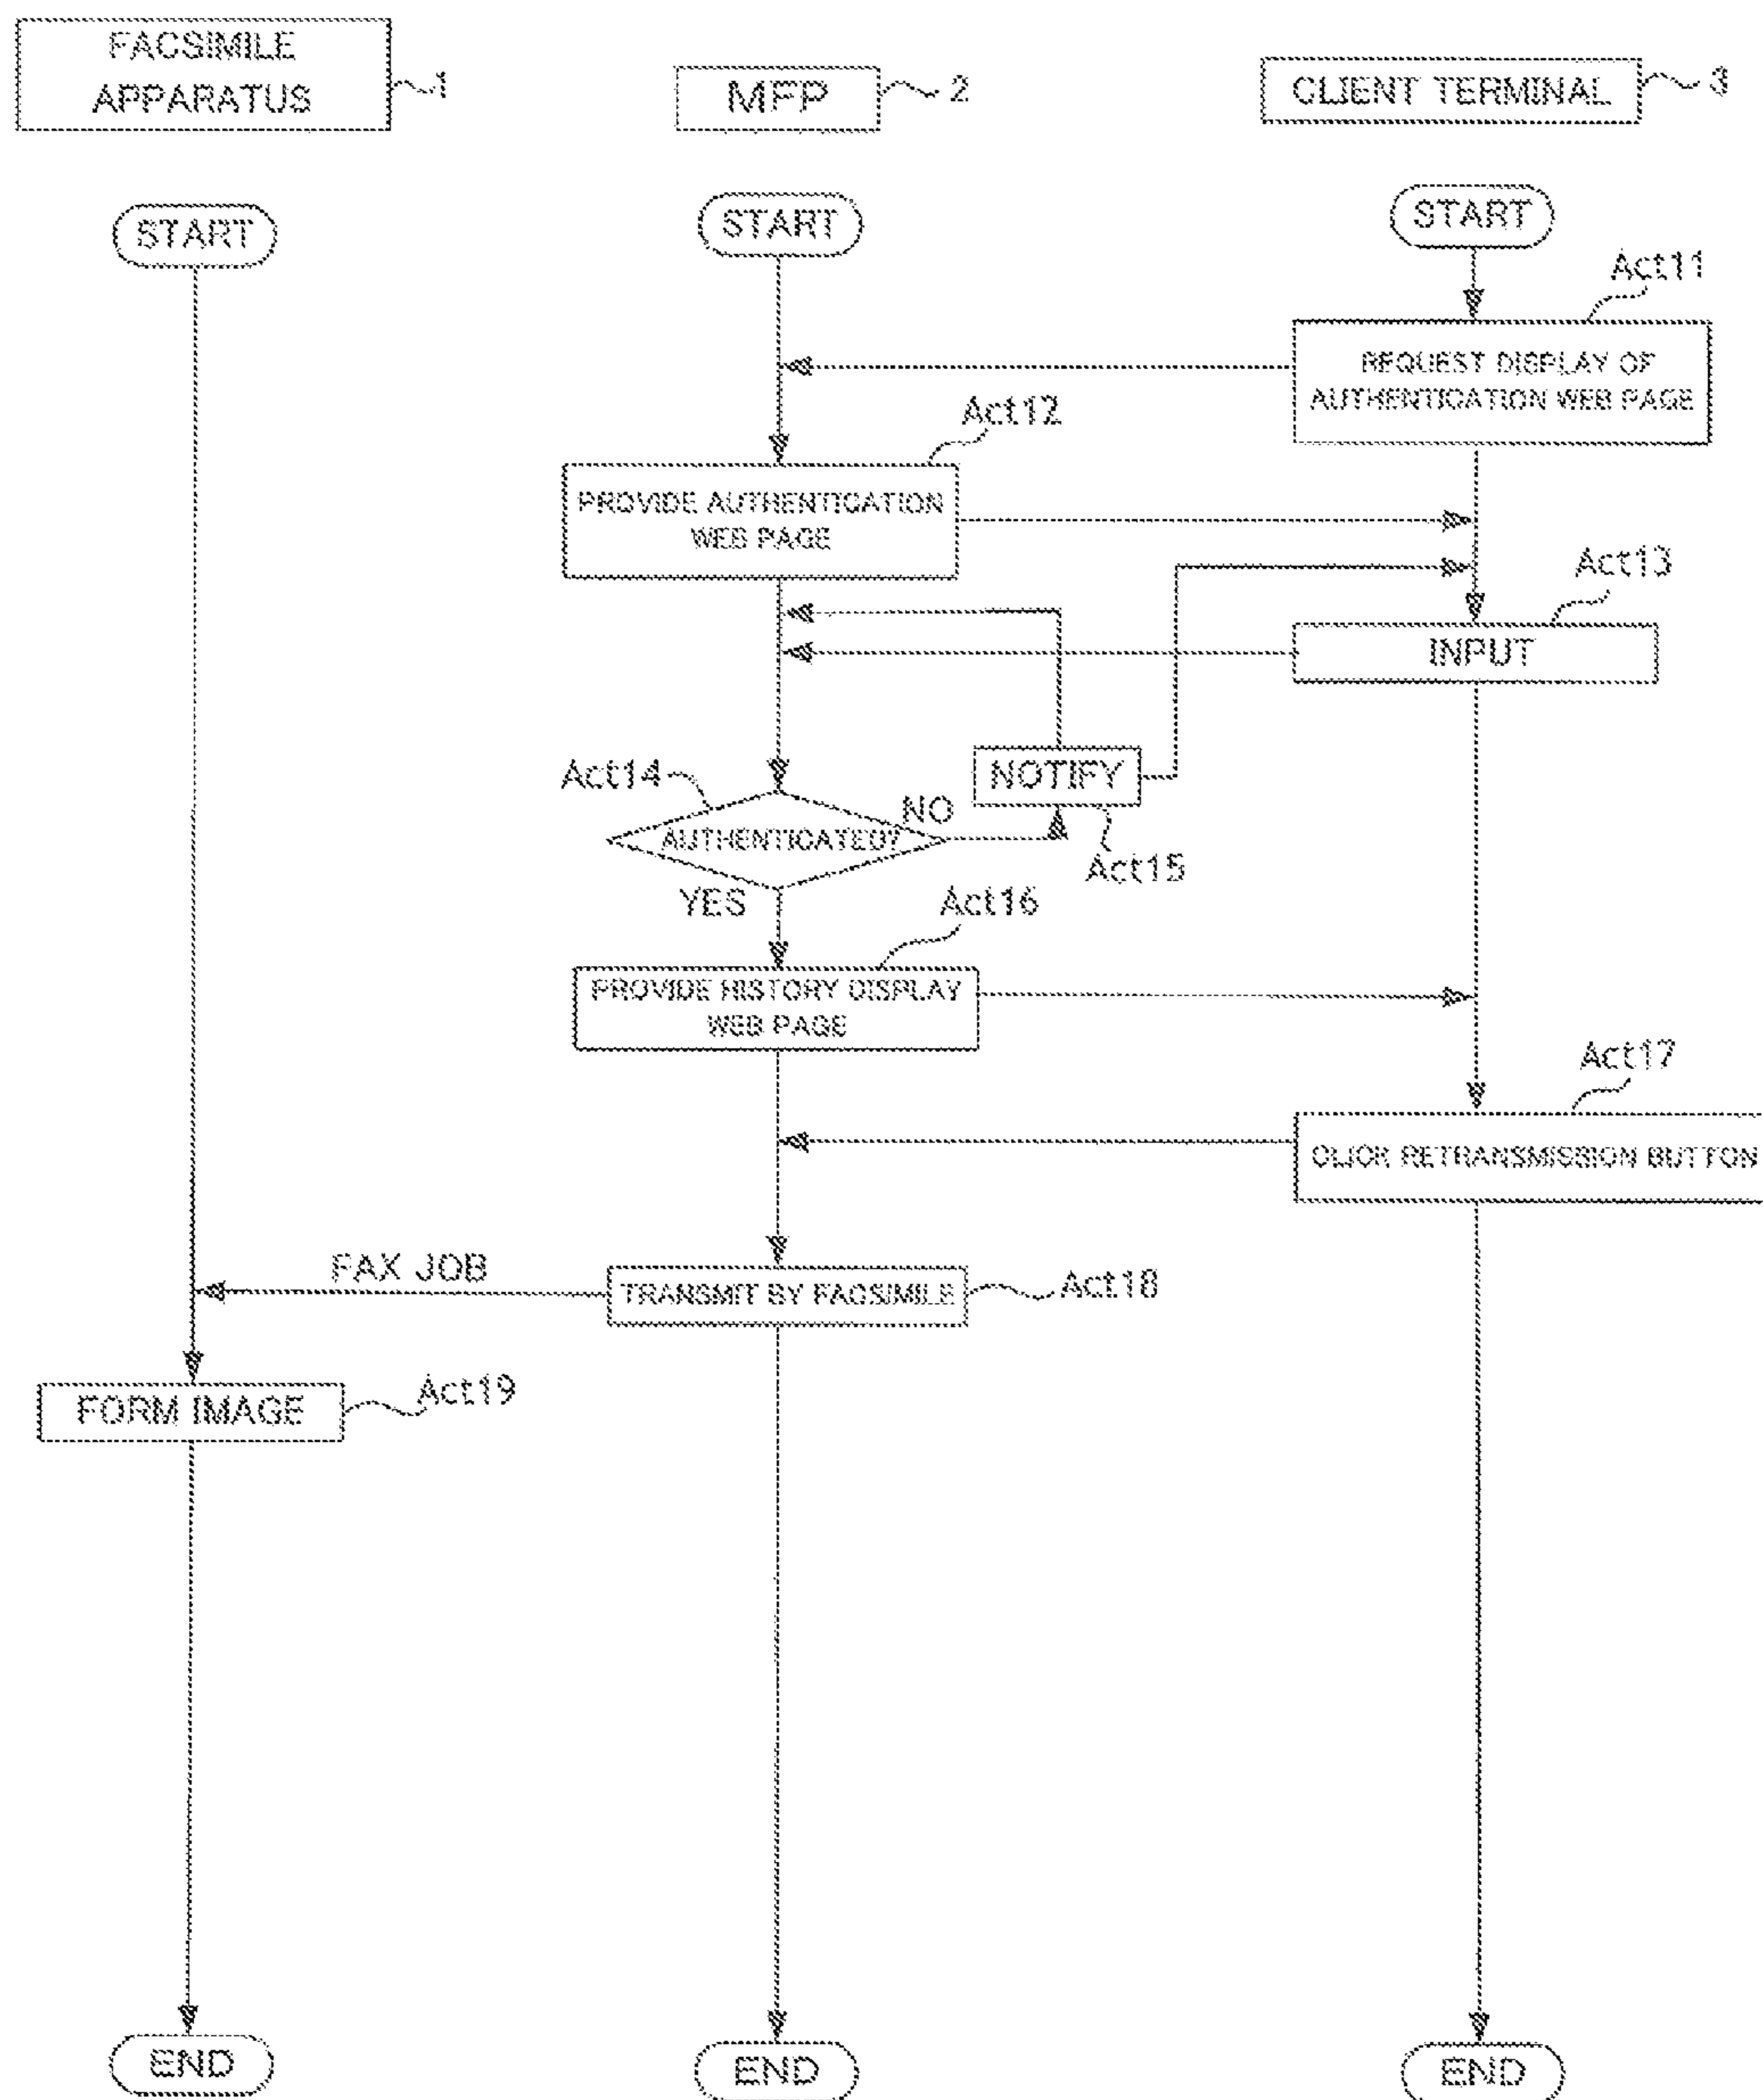 FACSIMILE
APPARATUS
1
MFP
2
CLIENT TERMINAL
3
START
START
START
Act11
REQUEST DISPLAY OF
AUTHENTICATION WEB PAGE
Act12
PROVIDE AUTHENTICATION
WEB PAGE
Act13
INPUT
Act14
NOTIFY
NO
AUTHENTICATED?
Act15
YES
Act16
PROVIDE HISTORY DISPLAY
WEB PAGE
Act17
CLICK RETRANSMISSION BUTTON
FAX JOB
TRANSMIT BY FACSIMILE
Act18
FORM IMAGE
Act19
END
END
END